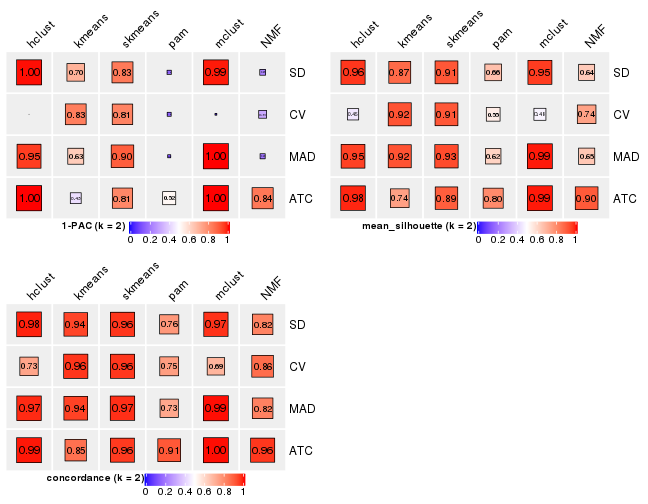 hclust kmeans skmeans pam mclust NMF
1.00 0.70 0.83 0.99 SD
0.83 0.81 CV
0.95 0.63 0.90 1.00 MAD
1.00 0.43 0.81 0.52 1.00 0.84 ATC
1-PAC (k = 2)
0 0.2 0.4 0.6 0.8 1
hclust kmeans skmeans pam mclust NMF
0.96 0.87 0.91 0.66 0.95 0.64 SD
0.92 0.91 0.55 0.74 CV
0.95 0.92 0.93 0.62 0.99 0.65 MAD
0.98 0.74 0.89 0.80 0.99 0.90 ATC
mean_silhouette (k = 2)
0 0.2 0.4 0.6 0.8 1
hclust kmeans skmeans pam mclust NMF
0.98 0.94 0.96 0.76 0.97 0.82 SD
0.73 0.96 0.96 0.75 0.69 0.86 CV
0.97 0.94 0.97 0.73 0.99 0.82 MAD
0.99 0.85 0.96 0.91 1.00 0.96 ATC
concordance (k = 2)
0 0.2 0.4 0.6 0.8 1